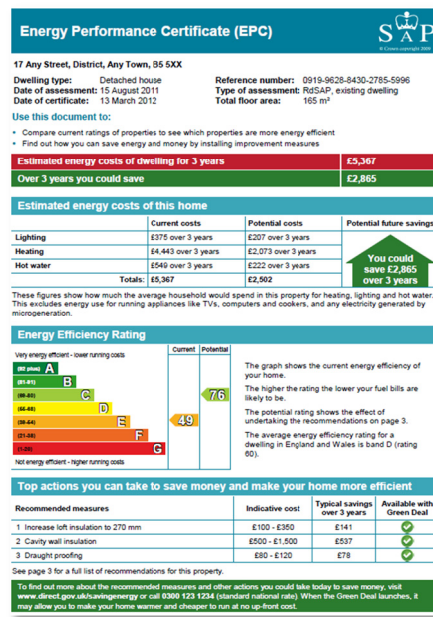 Energy Performance Certificate (EPC)
SAP
© Crown copyright 2009
17 Any Street, District, Any Town, B5 5XX
Dwelling type: Detached house
Reference number: 0919-9628-8430-2785-5996
Date of assessment: 15 August 2011
Type of assessment: RdSAP, existing dwelling
Date of certificate: 13 March 2012
Total floor area: 165 m²
Use this document to:
• Compare current ratings of properties to see which properties are more energy efficient
• Find out how you can save energy and money by installing improvement measures
Estimated energy costs of dwelling for 3 years £5,367
Over 3 years you could save £2,865
Estimated energy costs of this home
Current costs Potential costs Potential future savings
Lighting £375 over 3 years £207 over 3 years
Heating £4,443 over 3 years £2,073 over 3 years
Hot water £549 over 3 years £222 over 3 years
Totals: £5,367 £2,502
You could
save £2,865
over 3 years
These figures show how much the average household would spend in this property for heating, lighting and hot water.
This excludes energy use for running appliances like TVs, computers and cookers, and any electricity generated by
microgeneration.
Energy Efficiency Rating
Current Potential
Very energy efficient - lower running costs
(92 plus) A
(81-91) B
(69-80) C
(55-68) D
(39-54) E
(21-38) F
(1-20) G
49
76
Not energy efficient - higher running costs
The graph shows the current energy efficiency of
your home.
The higher the rating the lower your fuel bills are
likely to be.
The potential rating shows the effect of
undertaking the recommendations on page 3.
The average energy efficiency rating for a
dwelling in England and Wales is band D (rating
60).
Top actions you can take to save money and make your home more efficient
Recommended measures Indicative cost Typical savings over 3 years Available with Green Deal
1 Increase loft insulation to 270 mm £100 - £350 £141
2 Cavity wall insulation £500 - £1,500 £537
3 Draught proofing £80 - £120 £78
See page 3 for a full list of recommendations for this property.
To find out more about the recommended measures and other actions you could take today to save money, visit
www.direct.gov.uk/savingenergy or call 0300 123 1234 (standard national rate) When the Green Deal launches, it
may allow you to make your home warmer and cheaper to run at no up-front cost.